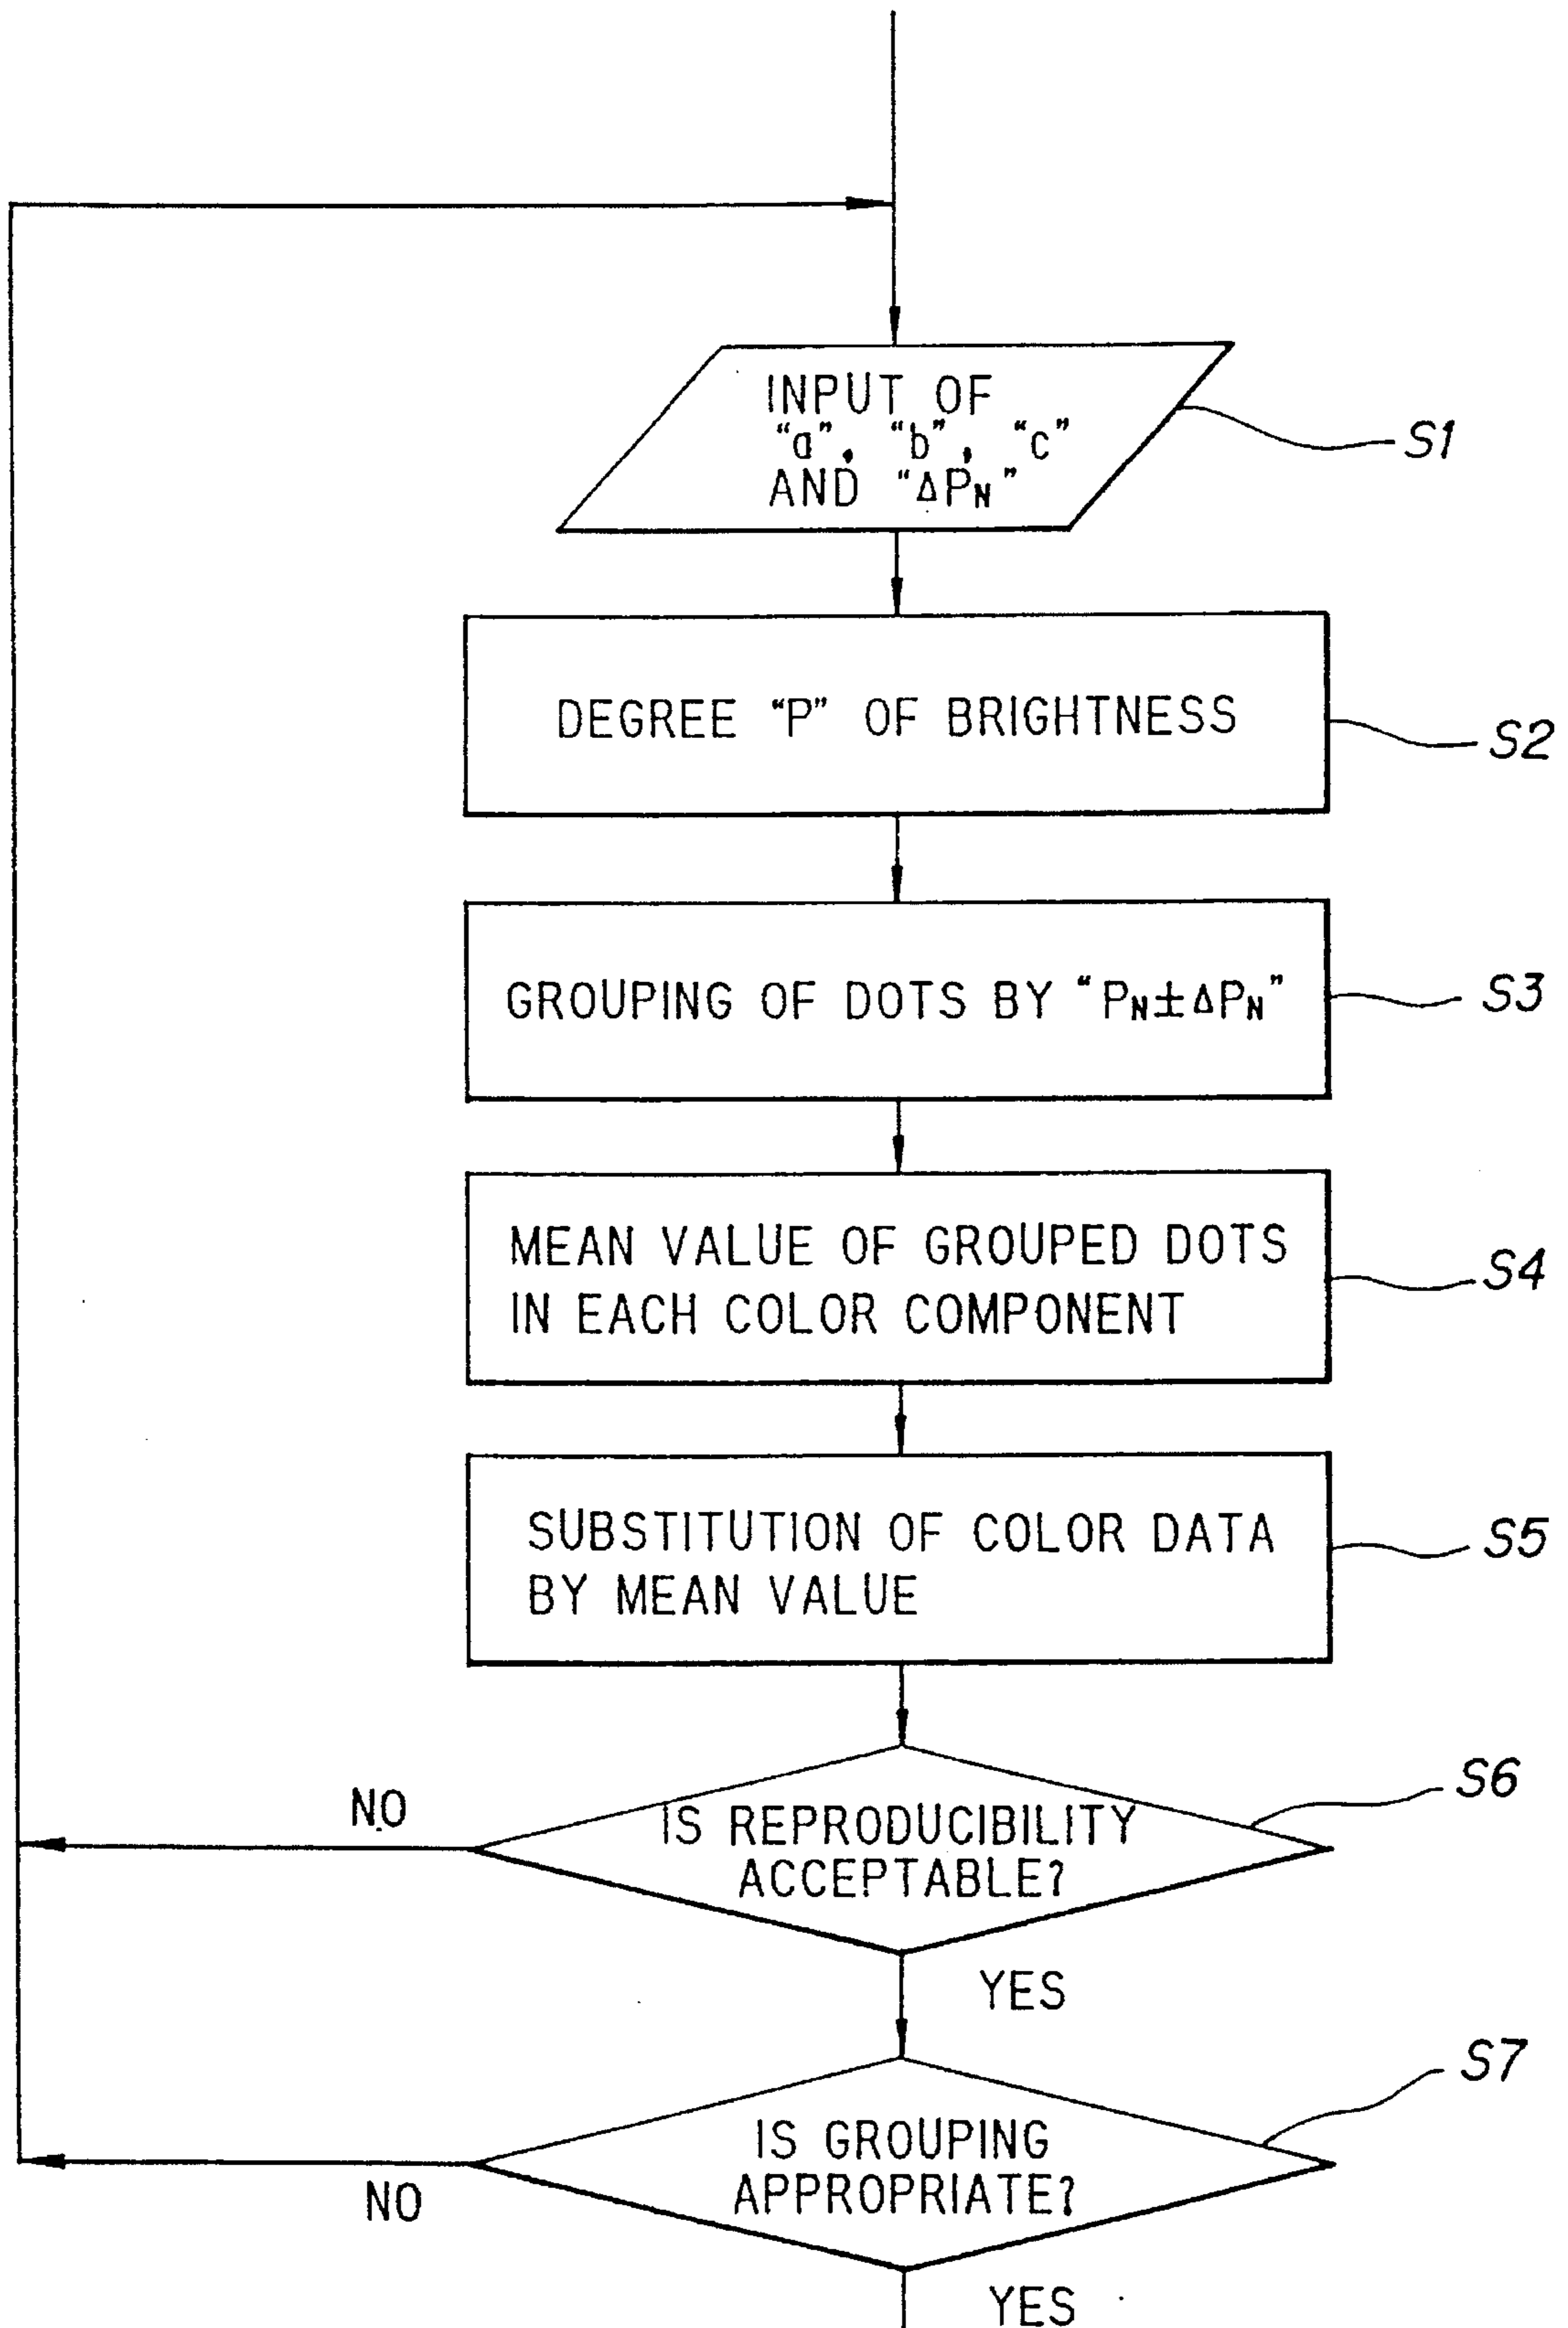 INPUT OF
“a”, “b”, “c”
AND “ΔPN”
S1
DEGREE “P” OF BRIGHTNESS
S2
GROUPING OF DOTS BY “PN±ΔPN”
S3
MEAN VALUE OF GROUPED DOTS
IN EACH COLOR COMPONENT
S4
SUBSTITUTION OF COLOR DATA
BY MEAN VALUE
S5
NO
IS REPRODUCIBILITY
ACCEPTABLE?
S6
YES
IS GROUPING
APPROPRIATE?
S7
NO
YES